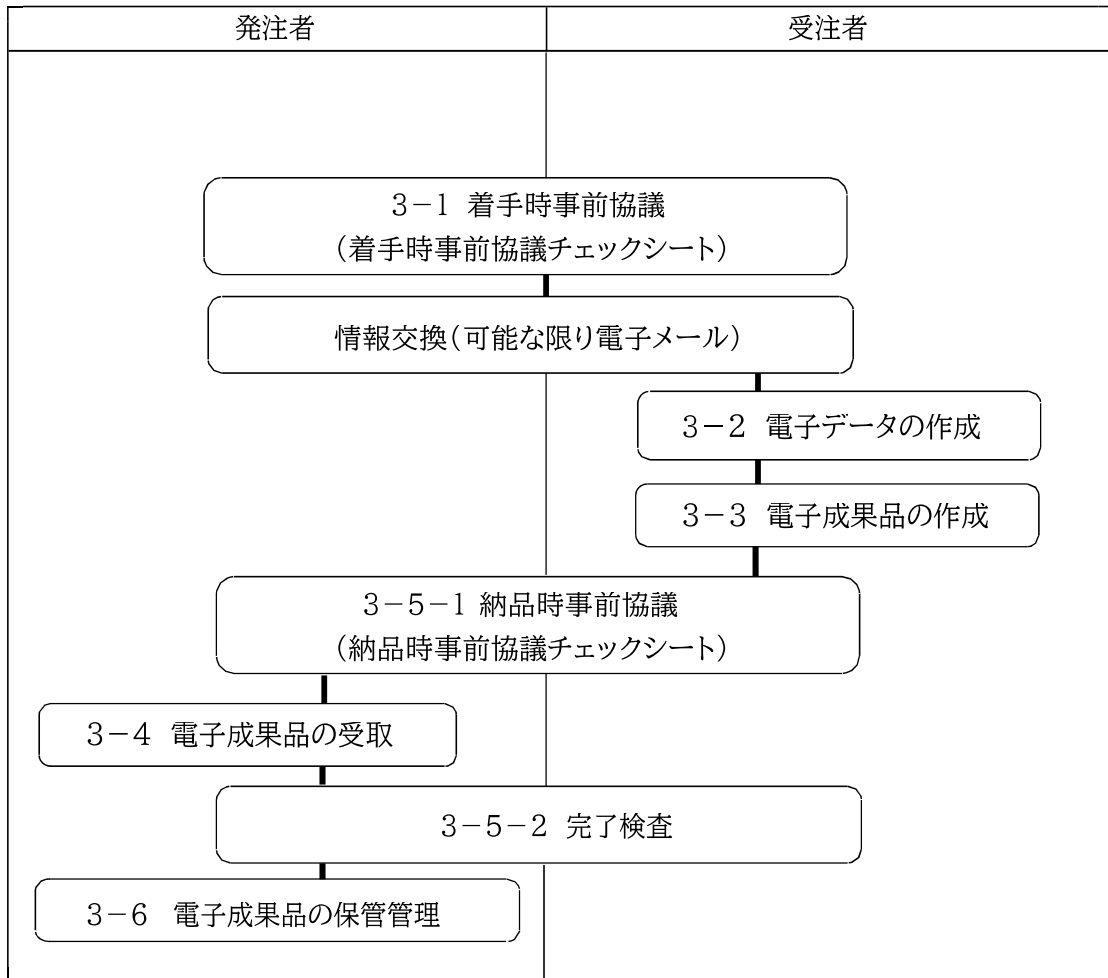 発注者
受注者
3-1 着手時事前協議
(着手時事前協議チェックシート)
情報交換(可能な限り電子メール)
3-2 電子データの作成
3-3 電子成果品の作成
3-5-1 納品時事前協議
(納品時事前協議チェックシート)
3-4 電子成果品の受取
3-5-2 完了検査
3-6 電子成果品の保管管理